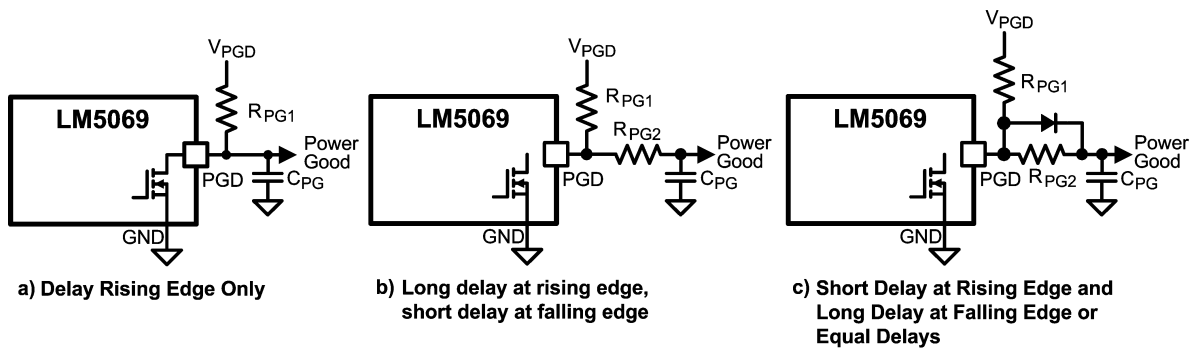 VPGD
LM5069
RPG1
Power
Good
PGD
CPG
GND
a) Delay Rising Edge Only
VPGD
LM5069
RPG1
RPG2
Power
Good
PGD
CPG
GND
b) Long delay at rising edge,
short delay at falling edge
VPGD
RPG1
LM5069
Power
Good
PGD
RPG2
CPG
GND
c) Short Delay at Rising Edge and
Long Delay at Falling Edge or
Equal Delays